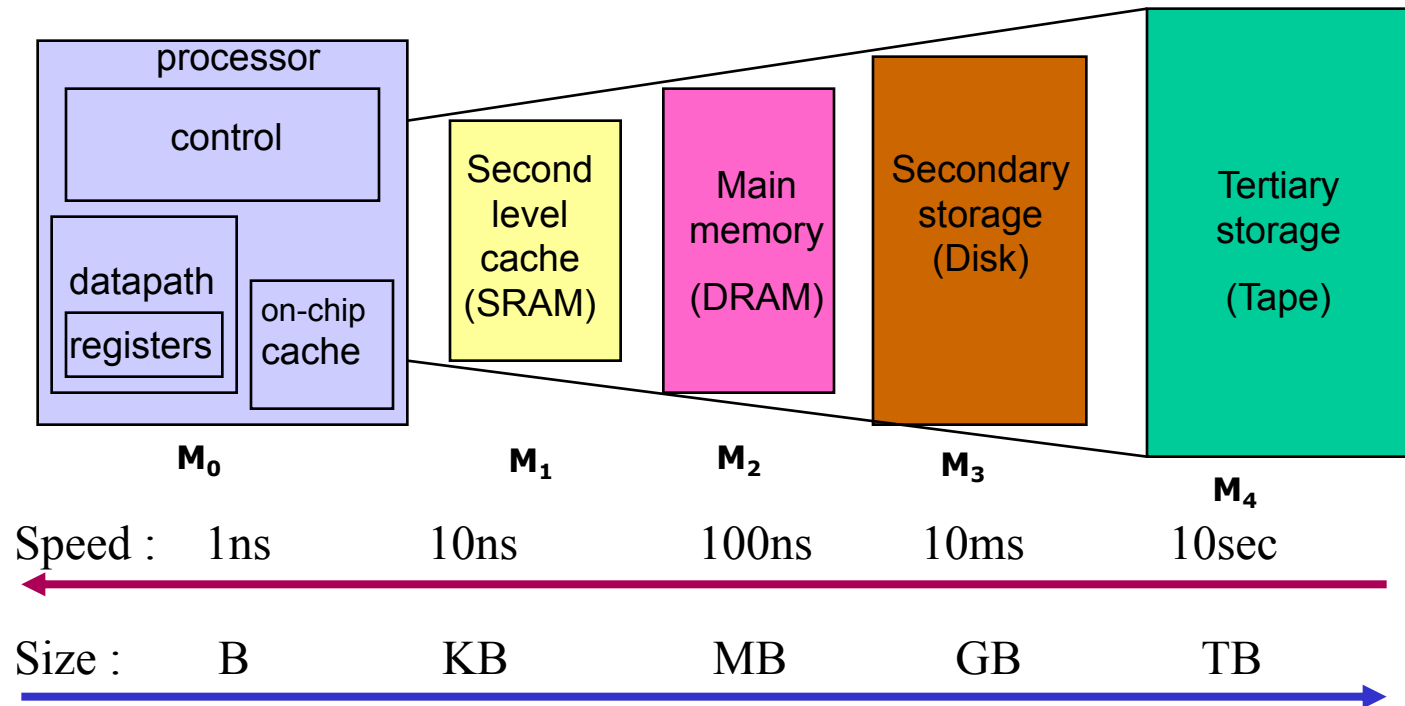 processor
control
datapath
registers
on-chip
cache
Second
level
cache
(SRAM)
Main
memory
(DRAM)
Secondary
storage
(Disk)
Tertiary
storage
(Tape)
M₀
M₁
M₂
M₃
M₄
Speed : 1ns 10ns 100ns 10ms 10sec
Size : B KB MB GB TB